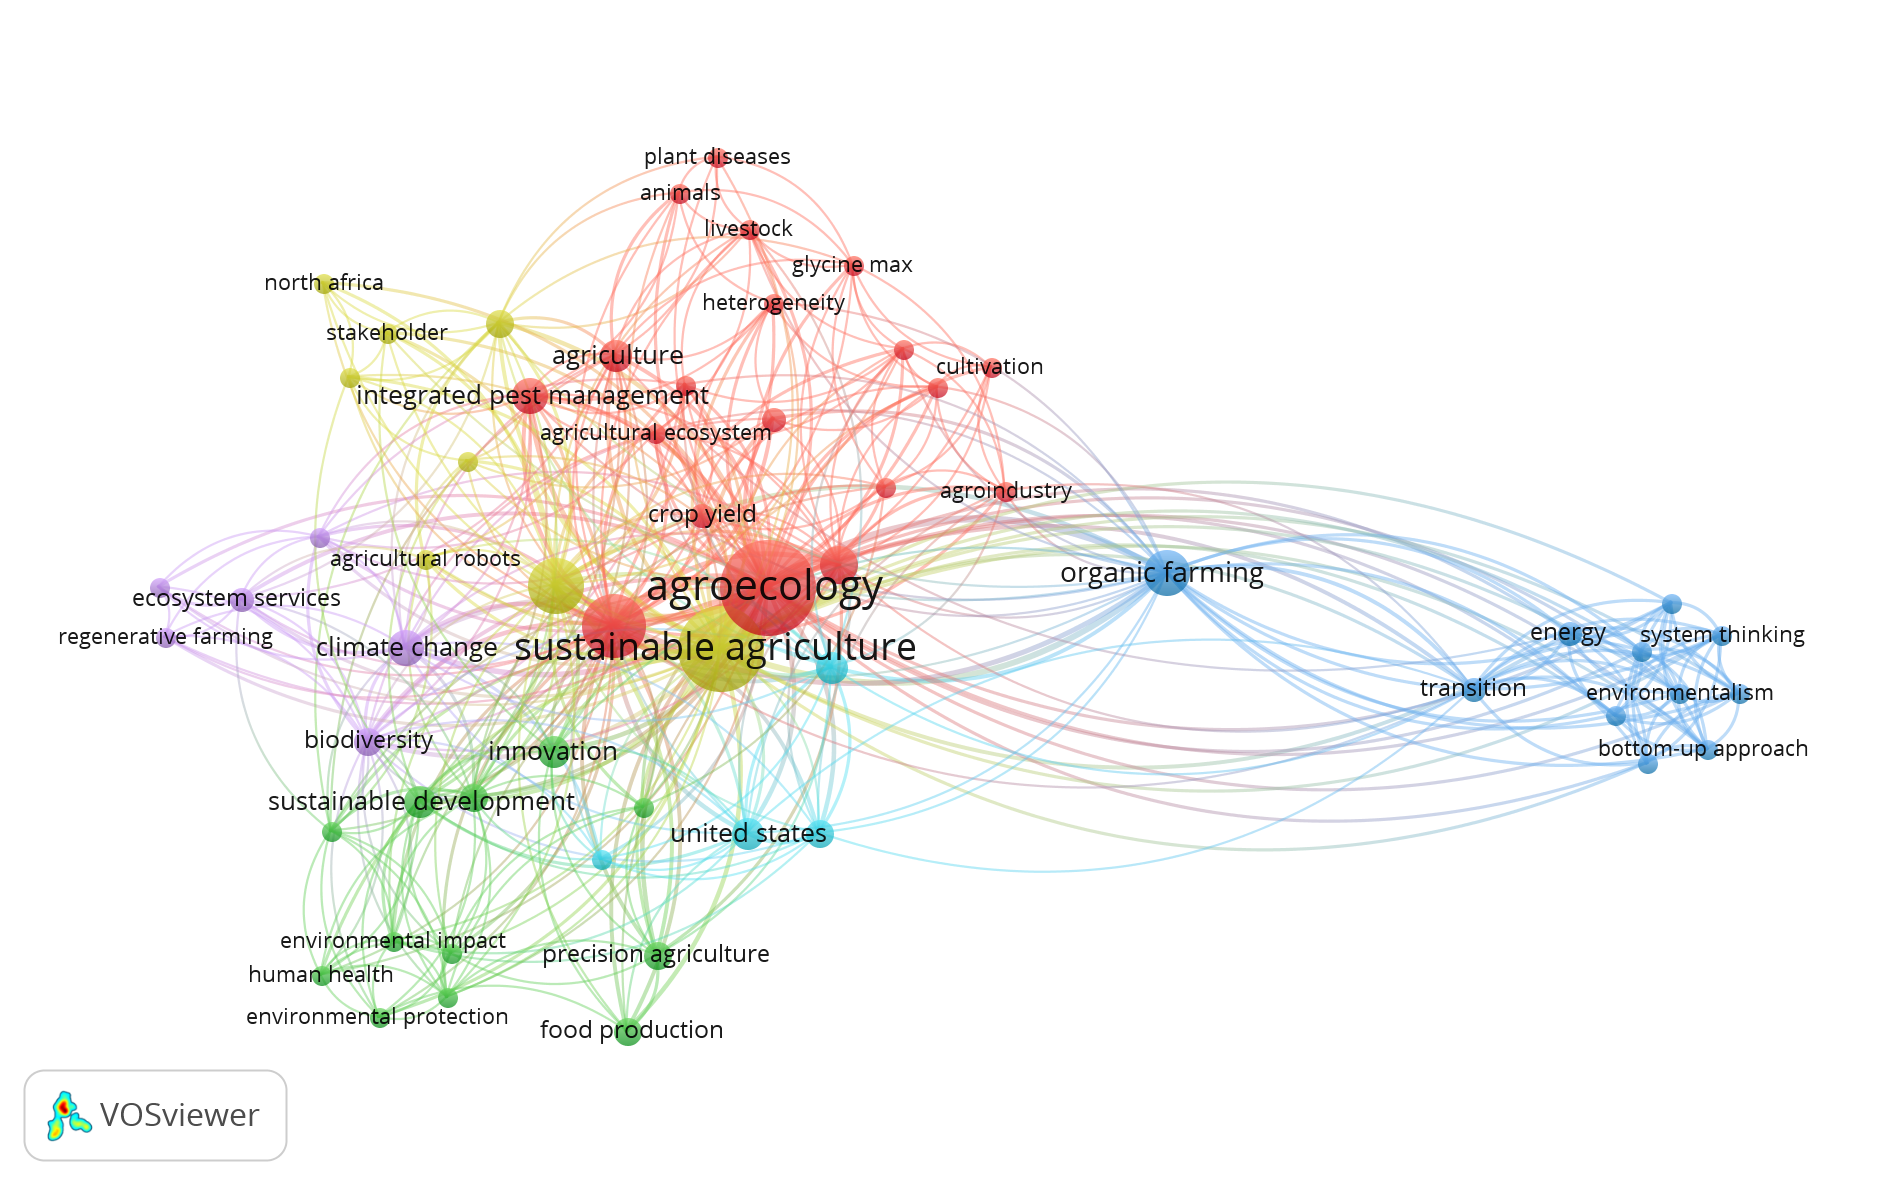 plant diseases
animals
livestock
glycine max
north africa
heterogeneity
stakeholder
agriculture
cultivation
integrated pest management
agricultural ecosystem
agroindustry
crop yield
agricultural robots
organic farming
agroecology
ecosystem services
energy
system thinking
regenerative farming
climate change
sustainable agriculture
transition
environmentalism
biodiversity
innovation
bottom-up approach
sustainable development
united states
environmental impact
precision agriculture
human health
environmental protection
food production
VOSviewer